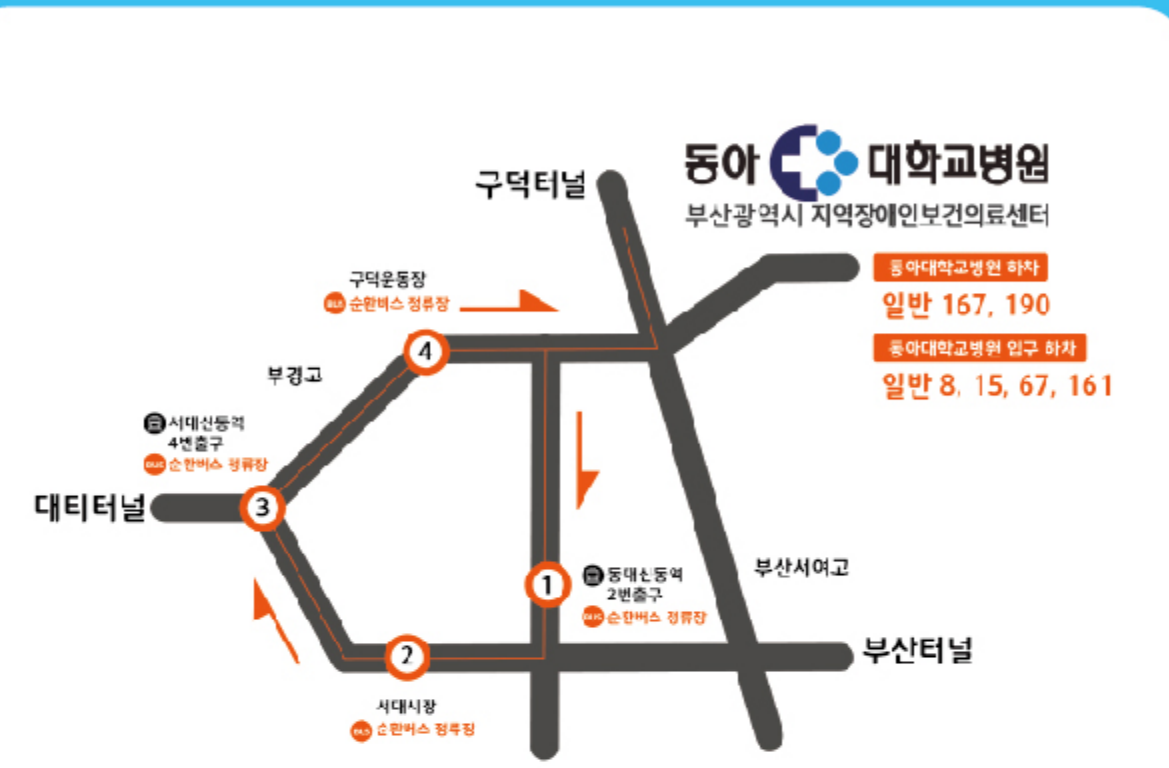 동아 대학교병원
부산광역시 지역장애인보건의료센터
구덕터널
동아대학교병원 하차
일반 167, 190
동아대학교병원 입구 하차
일반 8, 15, 67, 161
구덕운동장
BUS 순환버스 정류장
4
부경고
서대신동역
4번출구
BUS 순환버스 정류장
대티터널
3
1
동대신동역
2번출구
BUS 순환버스 정류장
부산서여고
부산터널
2
서대시장
BUS 순환버스 정류장